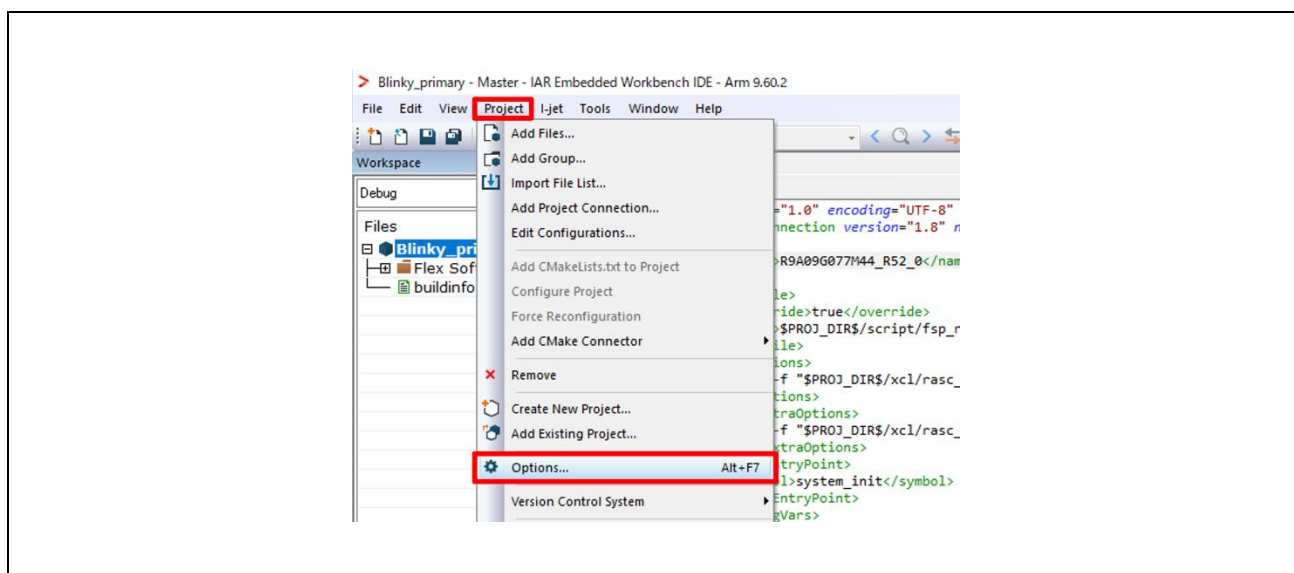 Blinky_primary - Master - IAR Embedded Workbench IDE - Arm 9.60.2
File Edit View Project I-jet Tools Window Help
Workspace
Debug
Files
Blinky_pri
Flex Sof
buildinfo
Add Files...
Add Group...
Import File List...
Add Project Connection...
Edit Configurations...
Add CMakeLists.txt to Project
Configure Project
Force Reconfiguration
Add CMake Connector
Remove
Create New Project...
Add Existing Project...
Options... Alt+F7
Version Control System
="1.0" encoding="UTF-8"
nnection version="1.8" n
>R9A09G077M44_R52_0</nam
le>
ride>true</override>
>$PROJ_DIR$/script/fsp_r
ile>
ions>
-f "$PROJ_DIR$/xcl/rasc_
tions>
traOptions>
-f "$PROJ_DIR$/xcl/rasc_
xtraOptions>
tryPoint>
l>system_init</symbol>
EntryPoint>
gVars>